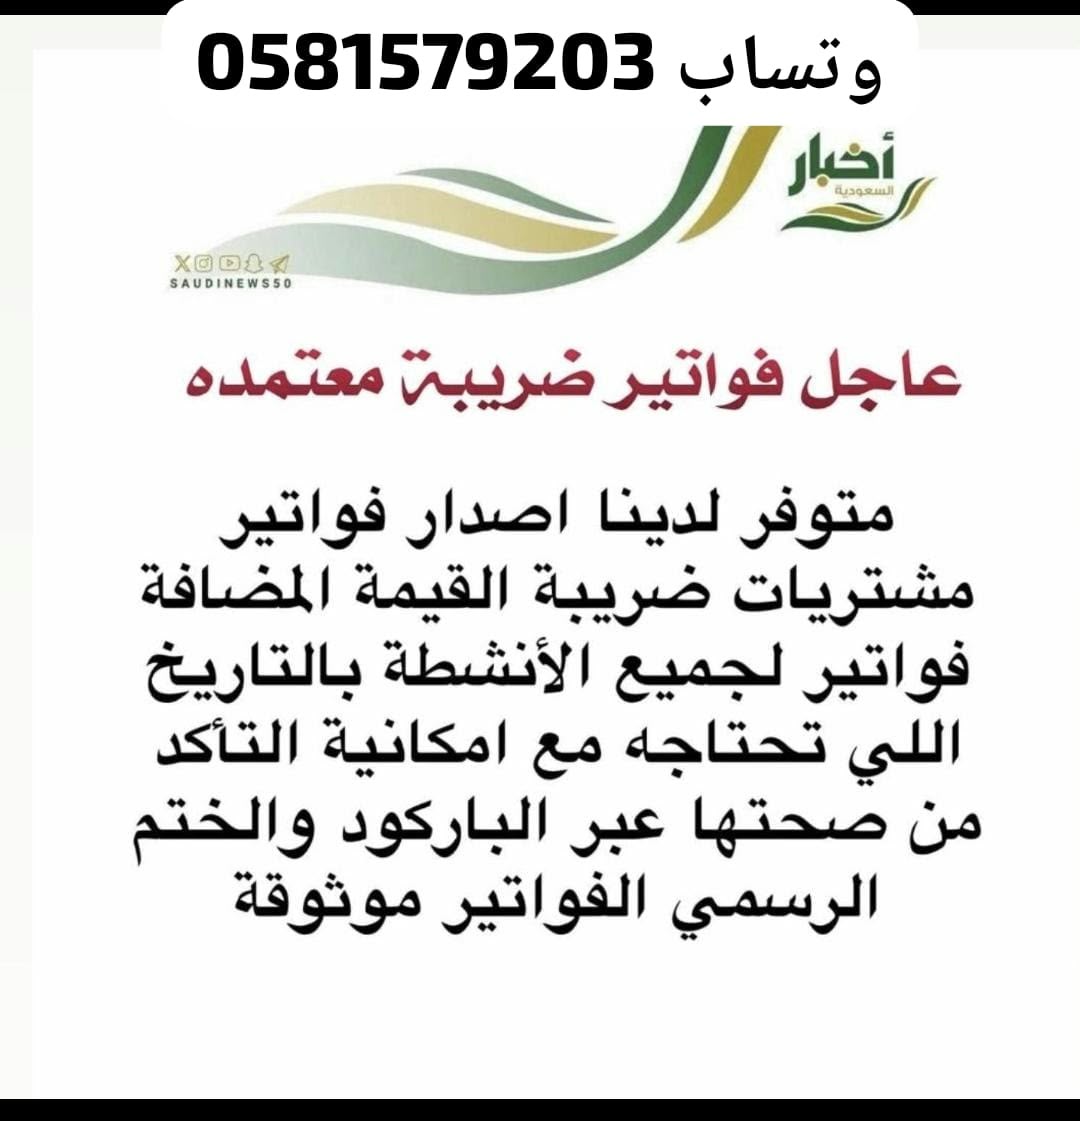 وتساب 0581579203
أخبار
السعودية
SAUDINEWS50
عاجل فواتير ضريبة معتمده
متوفر لدينا اصدار فواتير
مشتريات ضريبة القيمة المضافة
فواتير لجميع الأنشطة بالتاريخ
اللي تحتاجه مع امكانية التأكد
من صحتها عبر الباركود والختم
الرسمي الفواتير موثوقة